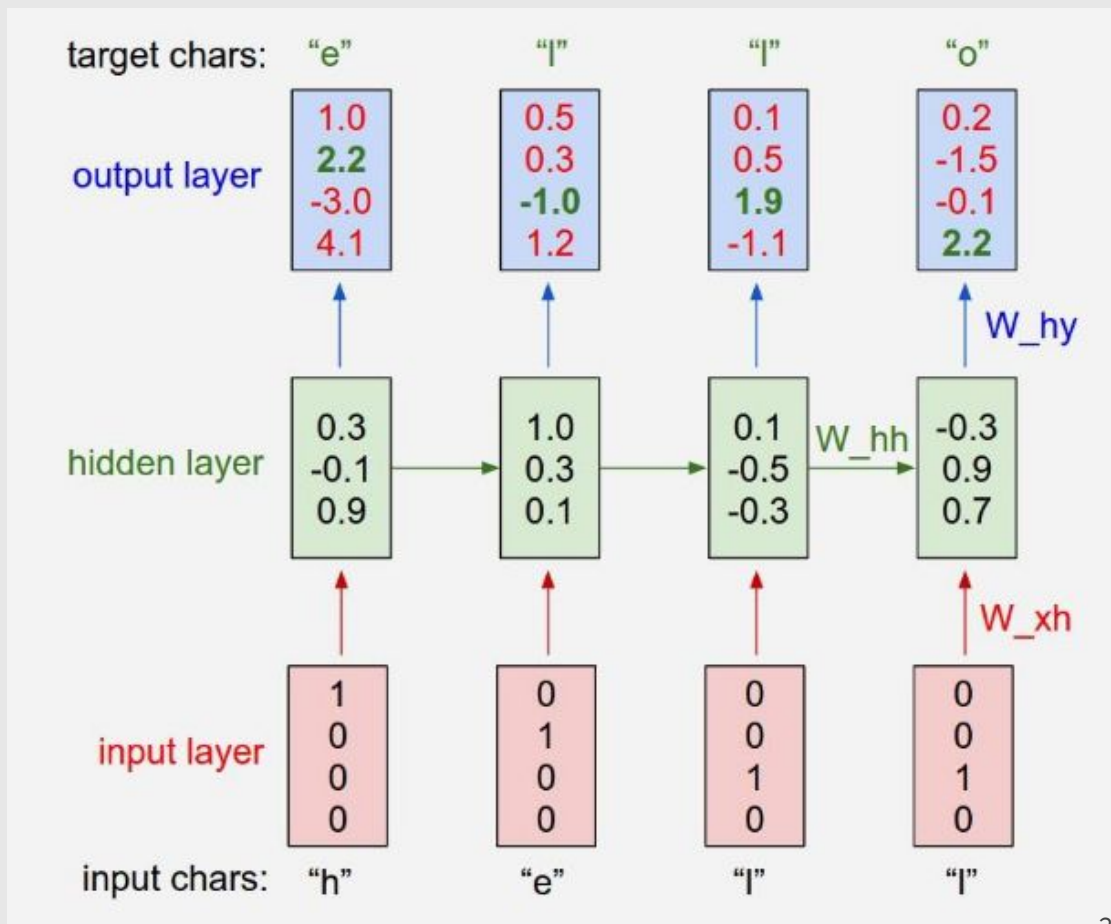 target chars: “e” “l” “l” “o”
output layer
1.0 0.5 0.1 0.2
2.2 0.3 0.5 -1.5
-3.0 -1.0 1.9 -0.1
4.1 1.2 -1.1 2.2
W_hy
hidden layer
0.3 1.0 0.1 -0.3
-0.1 0.3 -0.5 0.9
0.9 0.1 -0.3 0.7
W_hh
W_xh
input layer
1 0 0 0
0 1 0 0
0 0 1 1
0 0 0 0
input chars: “h” “e” “l” “l”